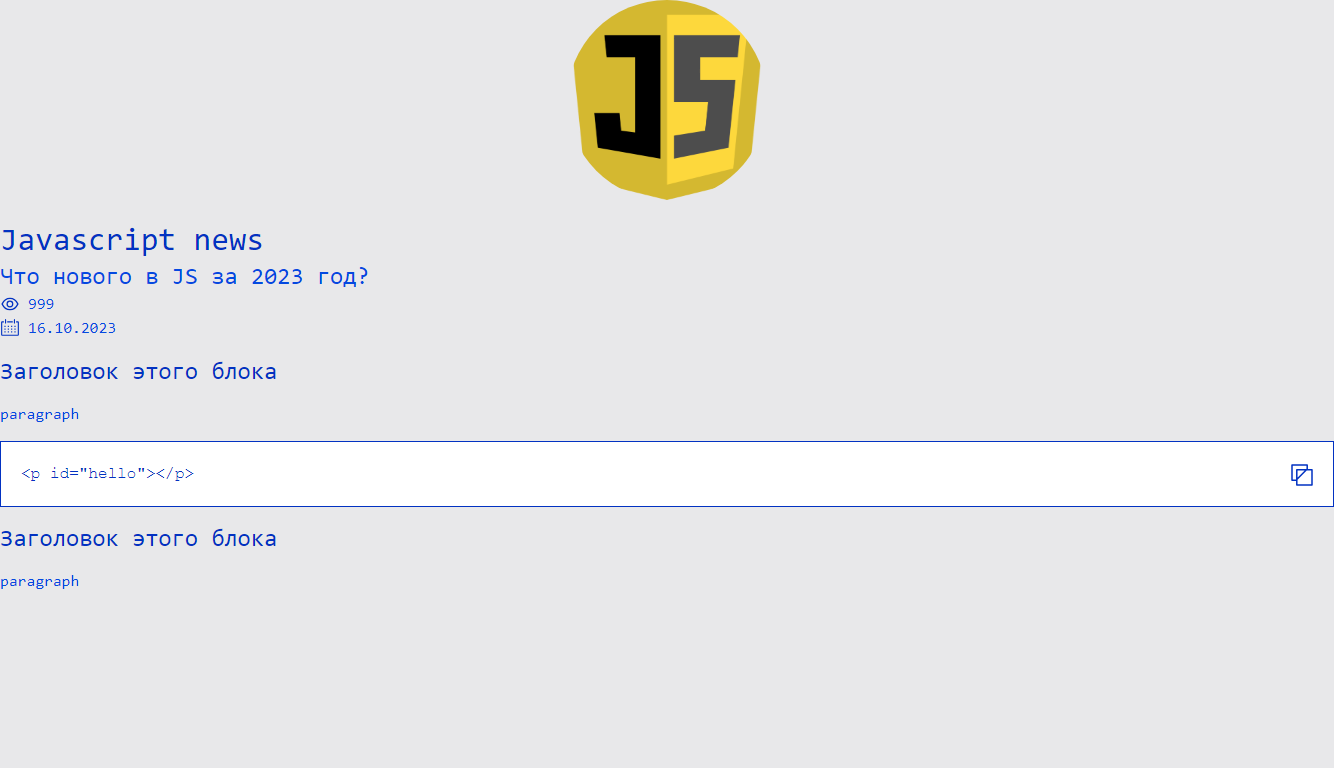 JS
Javascript news
Что нового в JS за 2023 год?
999
16.10.2023
Заголовок этого блока
paragraph
<p id="hello"></p>
Заголовок этого блока
paragraph